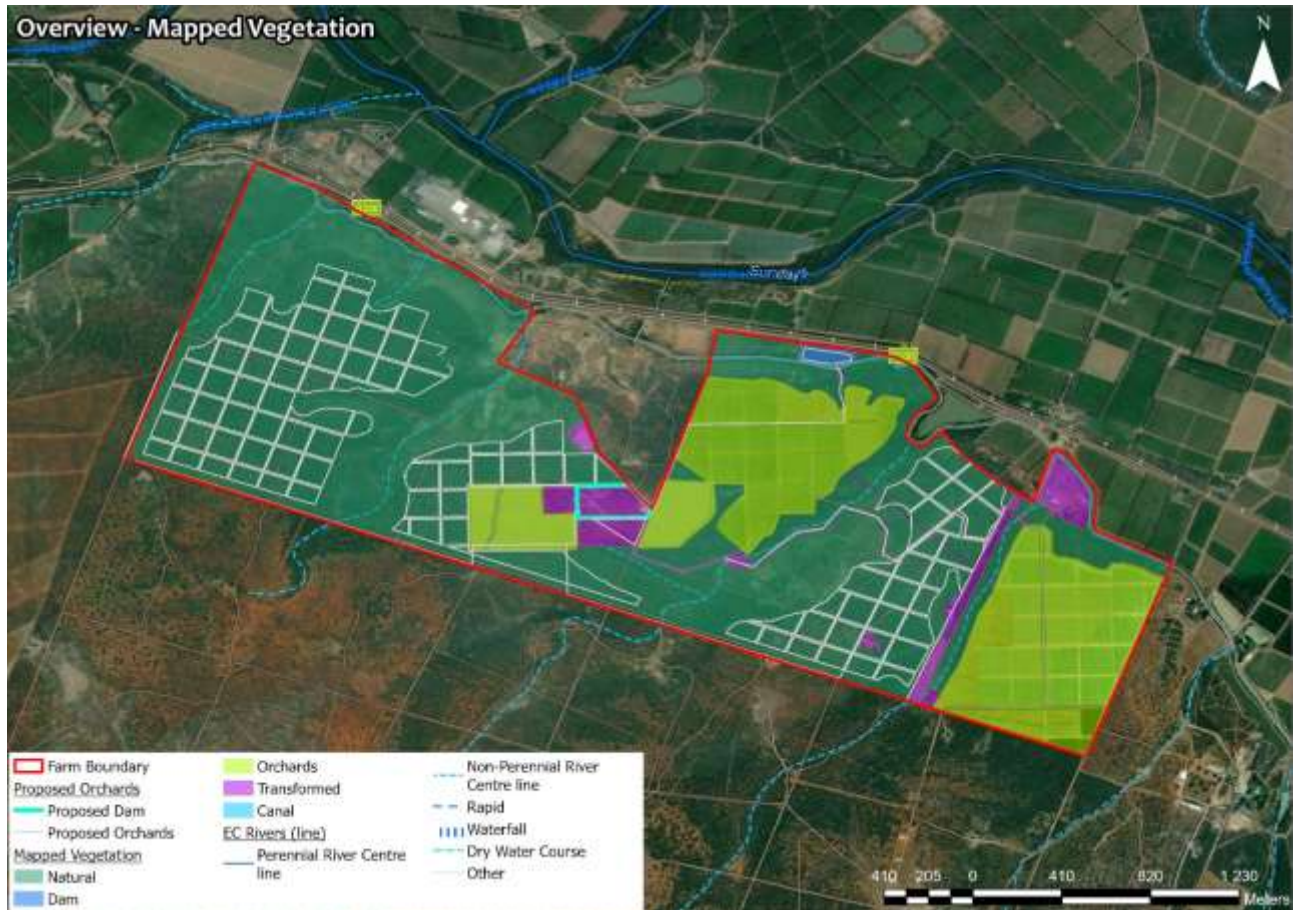 Overview - Mapped Vegetation
N
Sundays
Farm Boundary
Proposed Orchards
Proposed Dam
Proposed Orchards
Mapped Vegetation
Natural
Dam
Orchards
Transformed
Canal
EC Rivers (line)
Perennial River Centre
line
Non-Perennial River
Centre line
Rapid
Waterfall
Dry Water Course
Other
410 205 0 410 820 1 230
Meters